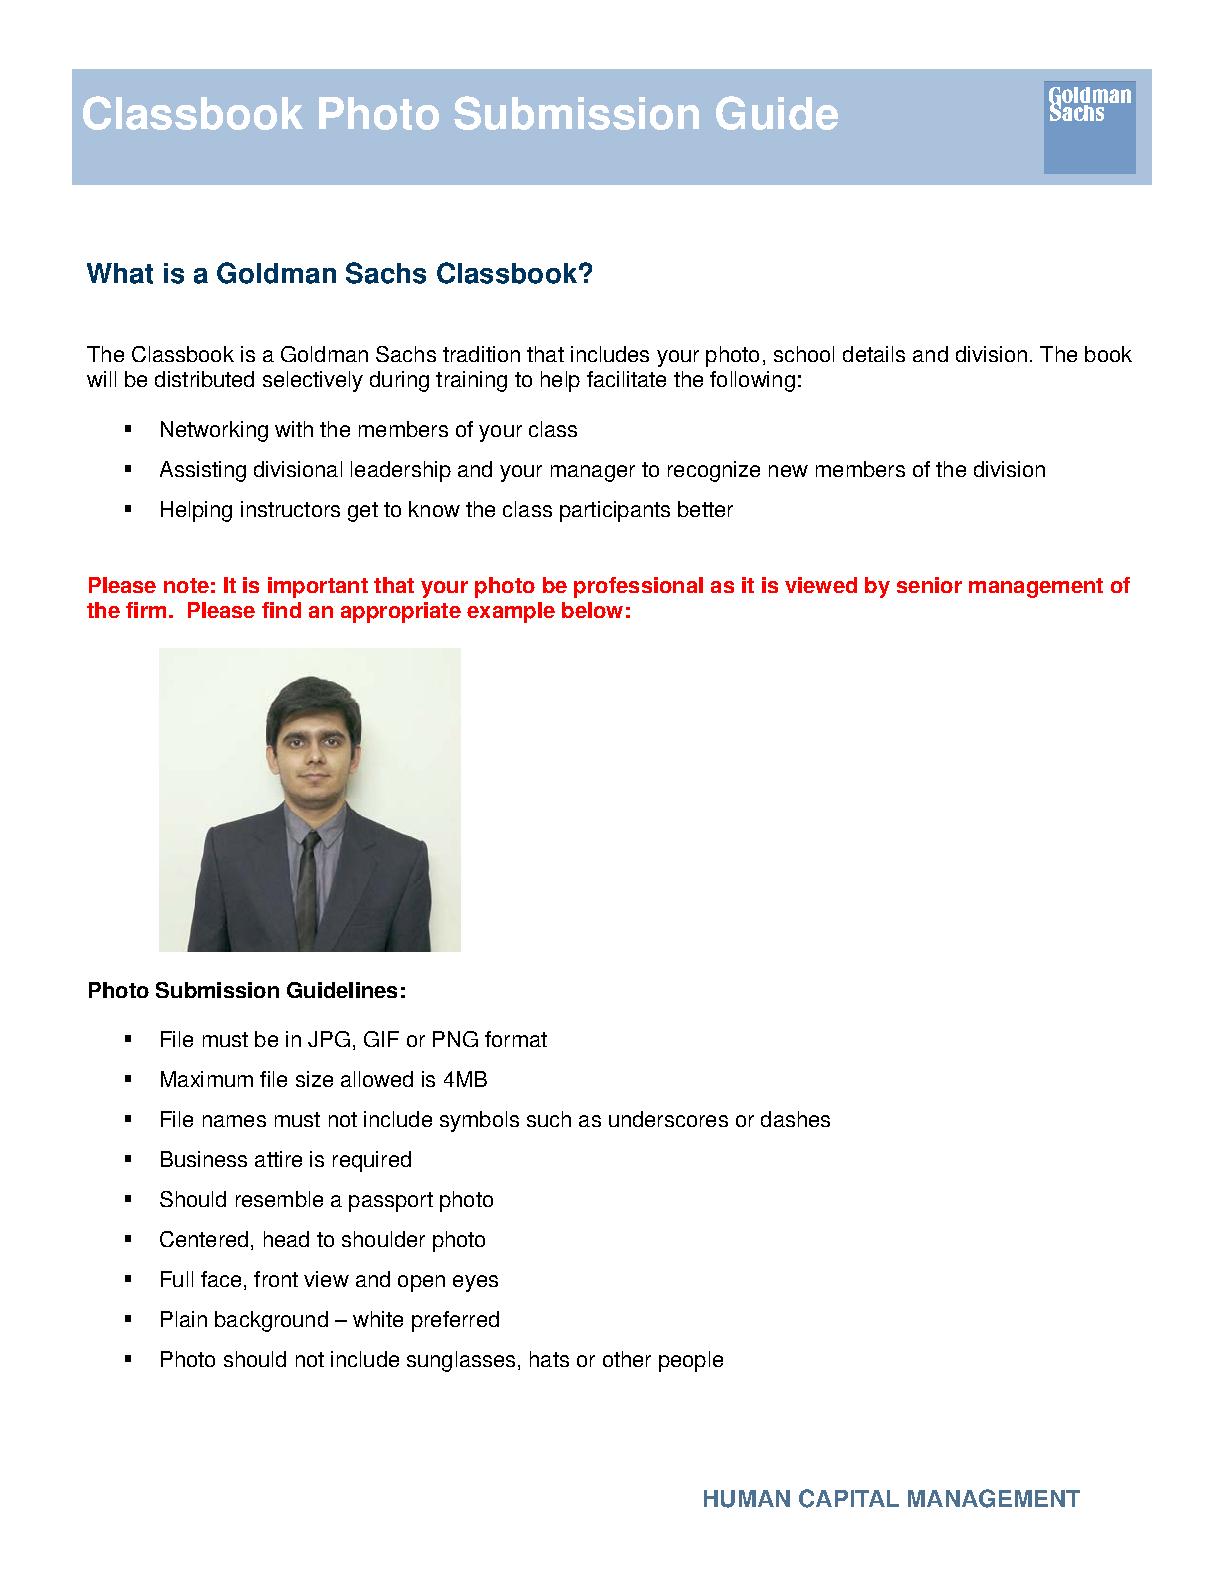 Classbook Photo Submission Guide
Goldman
Sachs
What is a Goldman Sachs Classbook?
The Classbook is a Goldman Sachs tradition that includes your photo, school details and division. The book
will be distributed selectively during training to help facilitate the following:
▪ Networking with the members of your class
▪ Assisting divisional leadership and your manager to recognize new members of the division
▪ Helping instructors get to know the class participants better
Please note: It is important that your photo be professional as it is viewed by senior management of
the firm.  Please find an appropriate example below:
Photo Submission Guidelines:
▪ File must be in JPG, GIF or PNG format
▪ Maximum file size allowed is 4MB
▪ File names must not include symbols such as underscores or dashes
▪ Business attire is required
▪ Should resemble a passport photo
▪ Centered, head to shoulder photo
▪ Full face, front view and open eyes
▪ Plain background – white preferred
▪ Photo should not include sunglasses, hats or other people
HUMAN CAPITAL MANAGEMENT